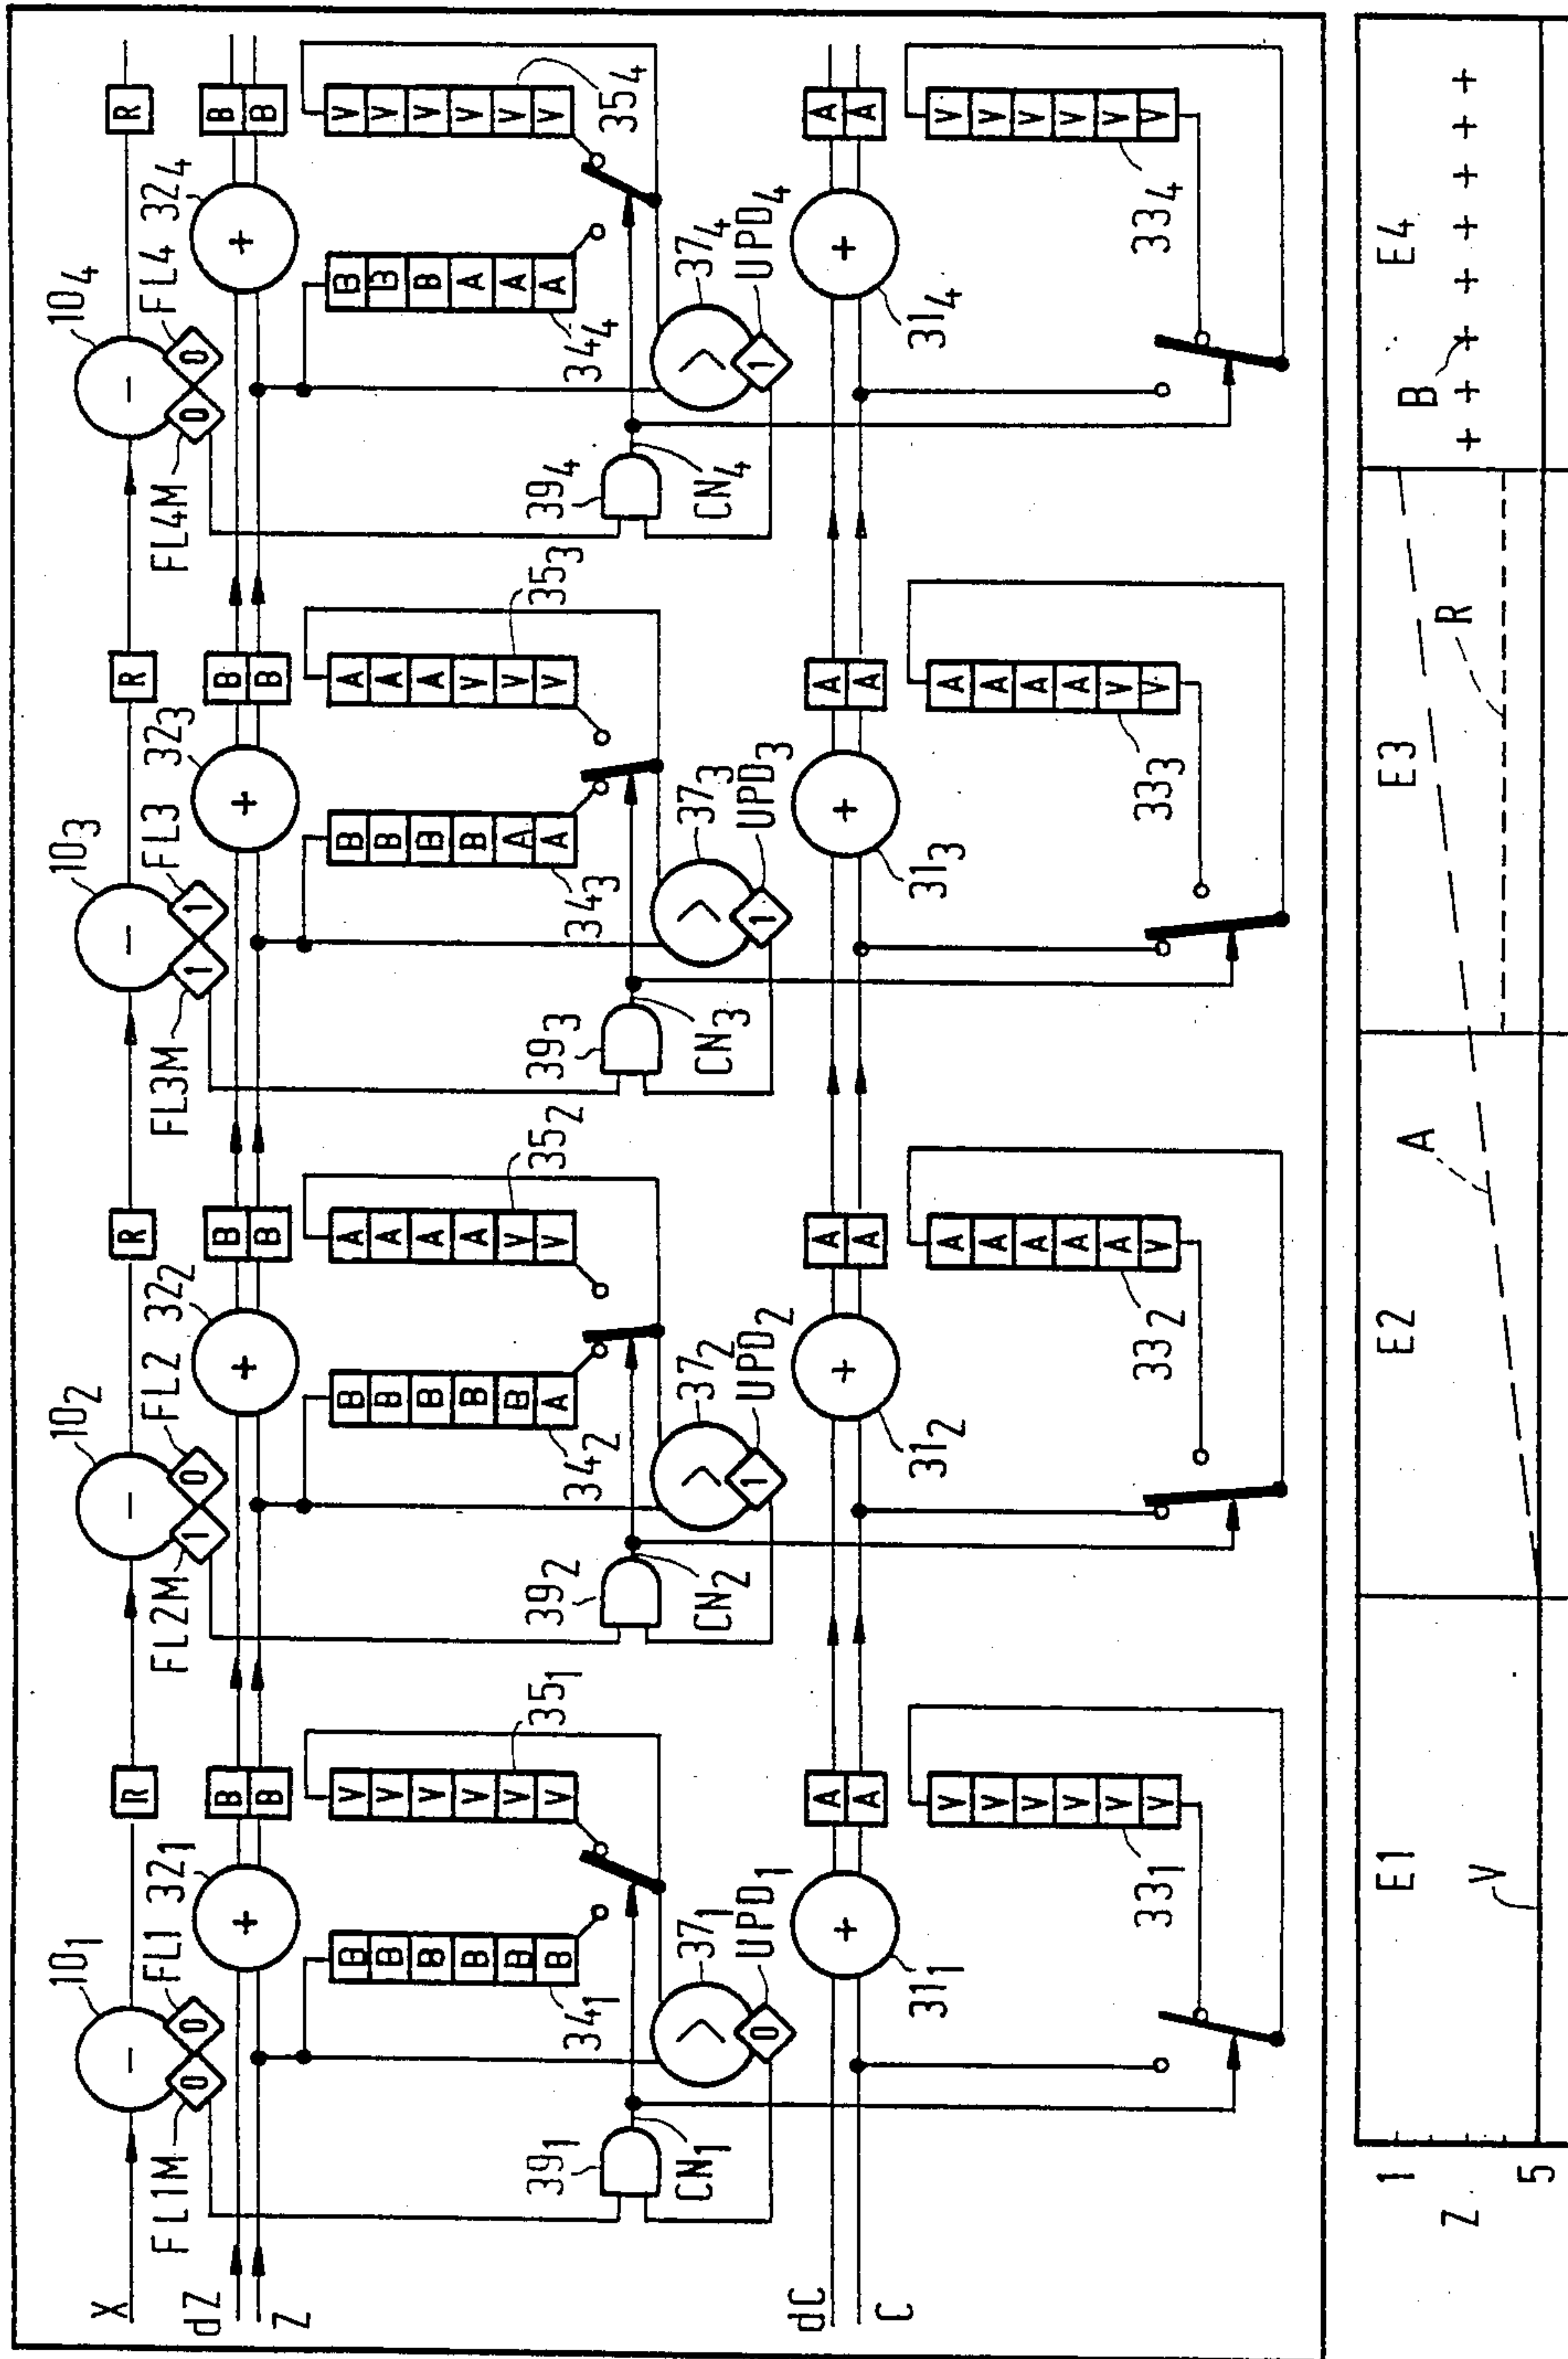 X
dZ
Z
dC
C
FL1M
10₁
FL1
32₁
R
B
B
0
0
−
+
34₁
B
B
B
B
B
B
35₁
V
V
V
V
V
V
39₁
CN₁
37₁
>
UPD₁
0
31₁
+
A
A
33₁
V
V
V
V
V
V
FL2M
10₂
FL2
32₂
R
B
B
1
0
−
+
34₂
B
B
B
B
B
A
35₂
A
A
A
A
V
V
39₂
CN₂
37₂
>
UPD₂
1
31₂
+
A
A
33₂
A
A
A
A
A
V
FL3M
10₃
FL3
32₃
R
B
B
1
1
−
+
34₃
B
B
B
B
A
A
35₃
A
A
A
V
V
V
39₃
CN₃
37₃
>
UPD₃
1
31₃
+
A
A
33₃
A
A
A
A
V
V
FL4M
10₄
FL4
32₄
R
B
B
0
0
−
+
34₄
B
B
B
A
A
A
35₄
V
V
V
V
V
V
39₄
CN₄
37₄
>
UPD₄
1
31₄
+
A
A
33₄
V
V
V
V
V
V
1
Z
5
E1
V
E2
A
E3
R
E4
B
+ + + + + + + +